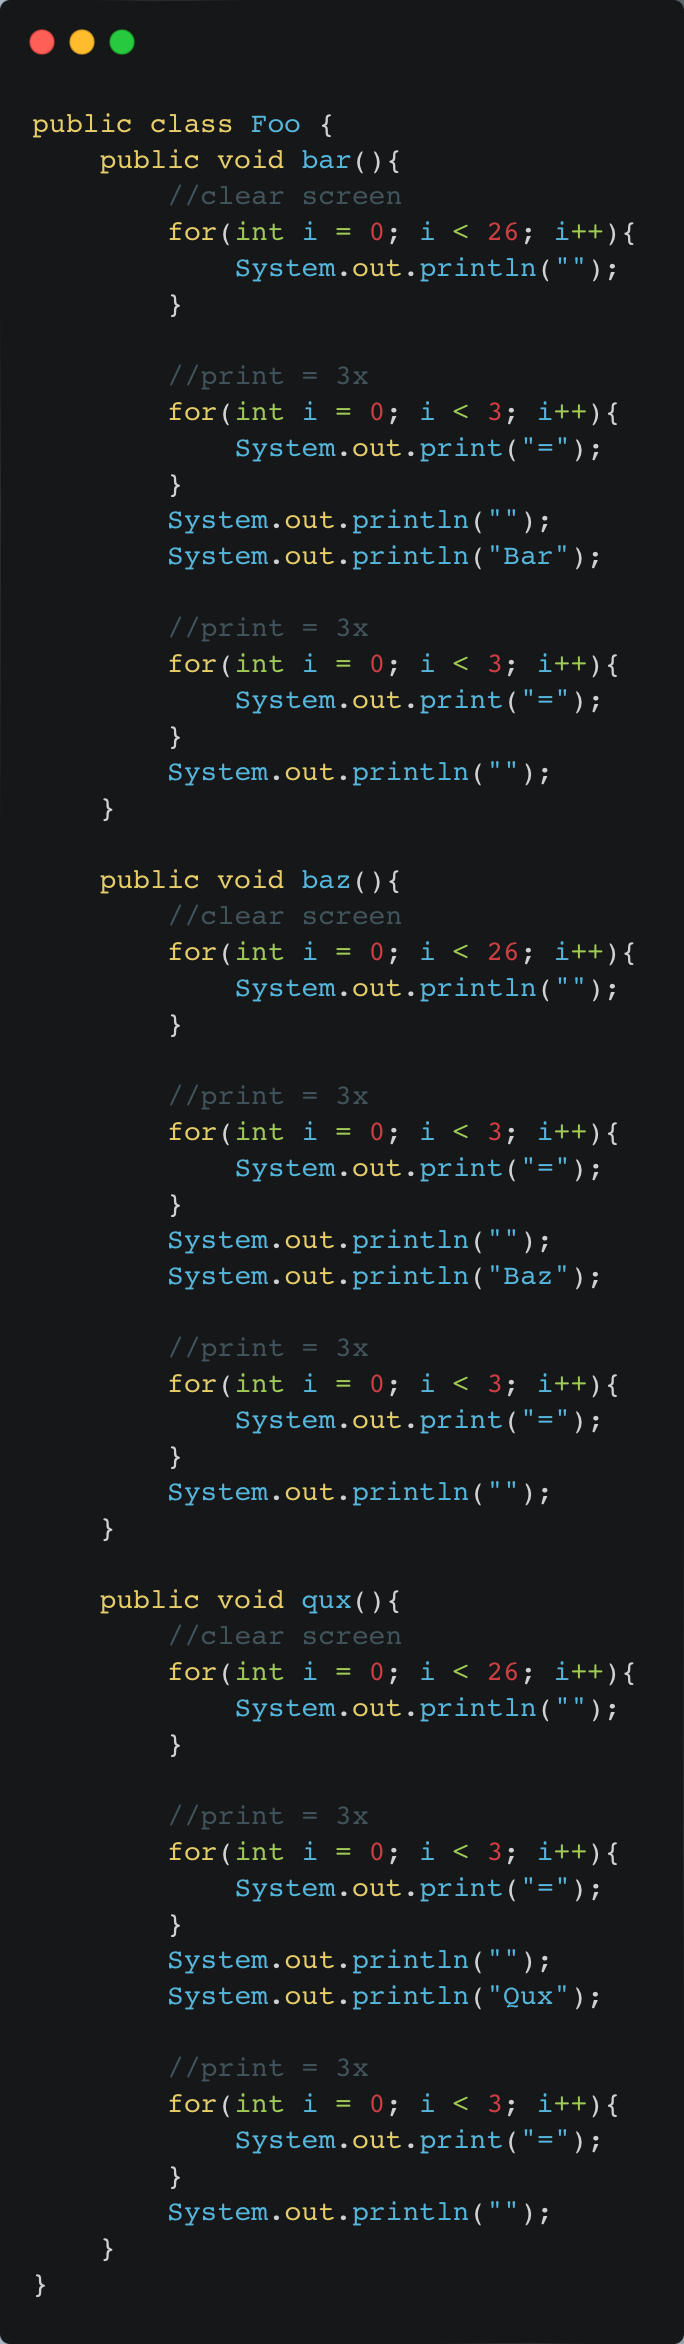 public class Foo {
    public void bar(){
        //clear screen
        for(int i = 0; i < 26; i++){
            System.out.println("");
        }

        //print = 3x
        for(int i = 0; i < 3; i++){
            System.out.print("=");
        }
        System.out.println("");
        System.out.println("Bar");

        //print = 3x
        for(int i = 0; i < 3; i++){
            System.out.print("=");
        }
        System.out.println("");
    }

    public void baz(){
        //clear screen
        for(int i = 0; i < 26; i++){
            System.out.println("");
        }

        //print = 3x
        for(int i = 0; i < 3; i++){
            System.out.print("=");
        }
        System.out.println("");
        System.out.println("Baz");

        //print = 3x
        for(int i = 0; i < 3; i++){
            System.out.print("=");
        }
        System.out.println("");
    }

    public void qux(){
        //clear screen
        for(int i = 0; i < 26; i++){
            System.out.println("");
        }

        //print = 3x
        for(int i = 0; i < 3; i++){
            System.out.print("=");
        }
        System.out.println("");
        System.out.println("Qux");

        //print = 3x
        for(int i = 0; i < 3; i++){
            System.out.print("=");
        }
        System.out.println("");
    }
}